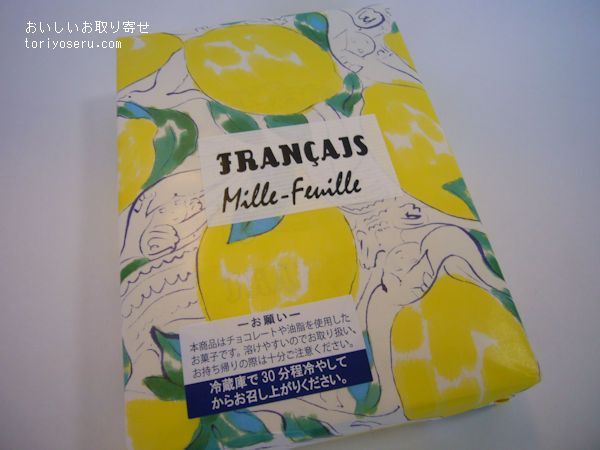 おいしいお取り寄せ
toriyoseru.com
FRANÇAIS
Mille-Feuille
―お願い―
本商品はチョコレートや油脂を使用した
お菓子です。溶けやすいのでお取り扱い、
お持ち帰りの際は十分ご注意ください。
冷蔵庫で30分程冷やして
からお召し上がりください。